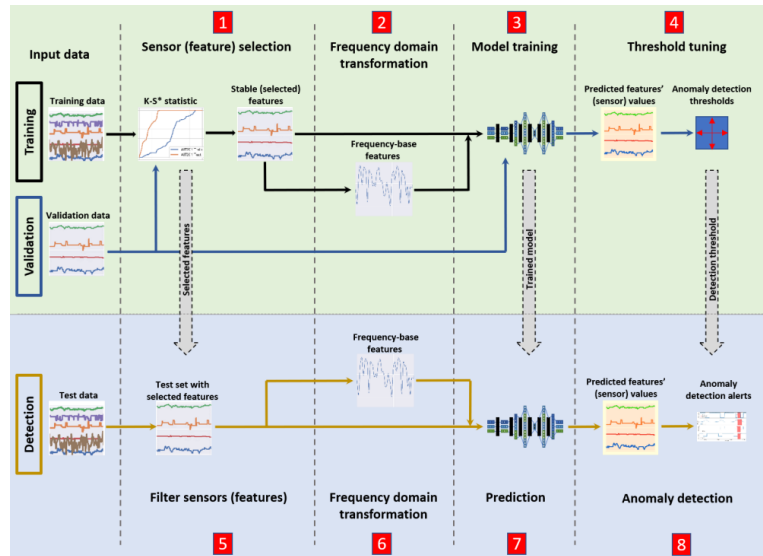 1
2
3
4
Input data
Sensor (feature) selection
Frequency domain
transformation
Model training
Threshold tuning
Training
Training data
K-S* statistic
Stable (selected)
features
Frequency-base
features
Predicted features'
(sensor) values
Anomaly detection
thresholds
Validation
Validation data
Selected features
Trained model
Detection threshold
Detection
Test data
Test set with
selected features
Frequency-base
features
Predicted features'
(sensor) values
Anomaly
detection alerts
Filter sensors (features)
Frequency domain
transformation
Prediction
Anomaly detection
5
6
7
8